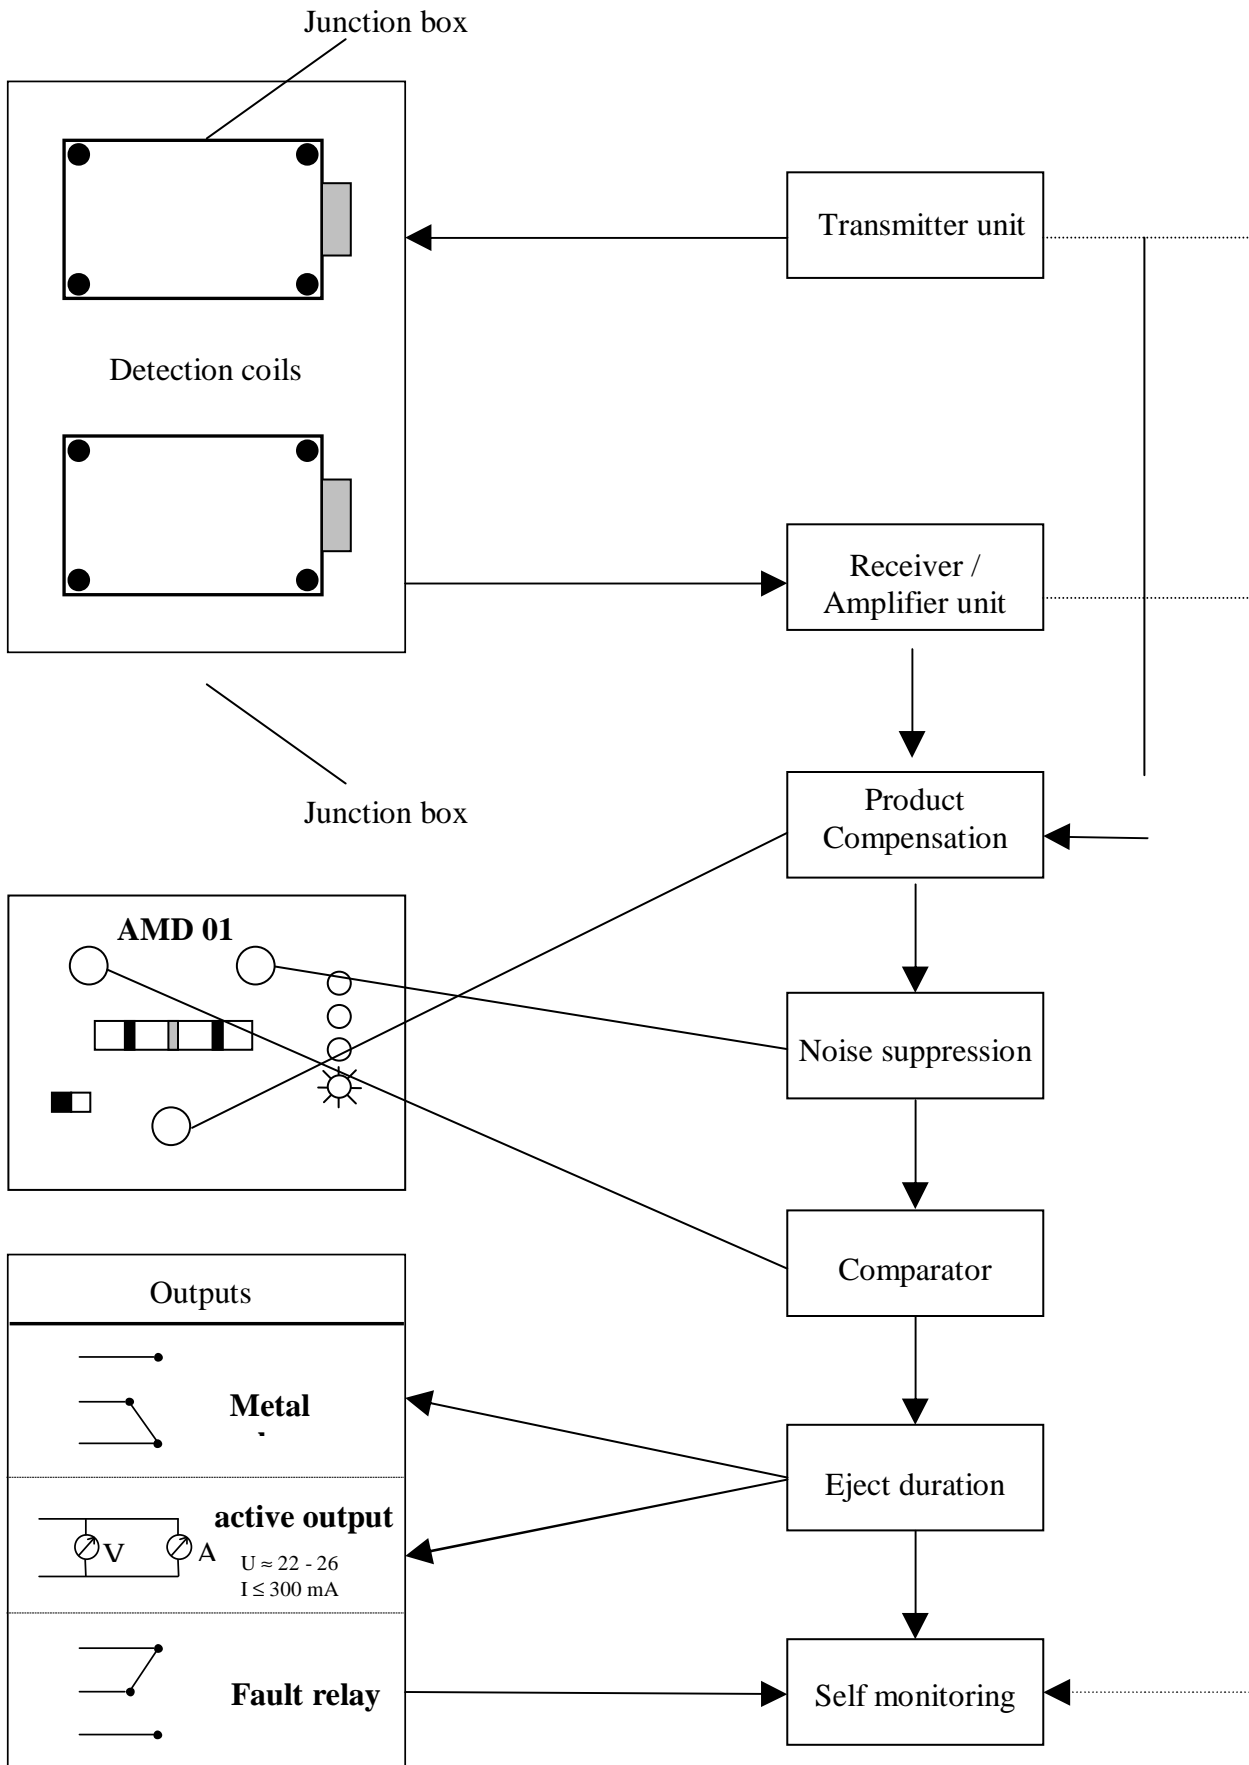 Junction box
Transmitter unit
Detection coils
Receiver /
Amplifier unit
Junction box
Product
Compensation
AMD 01
Noise suppression
Comparator
Outputs
Metal
Eject duration
active output
V
A
U ≈ 22 - 26
I ≤ 300 mA
Fault relay
Self monitoring